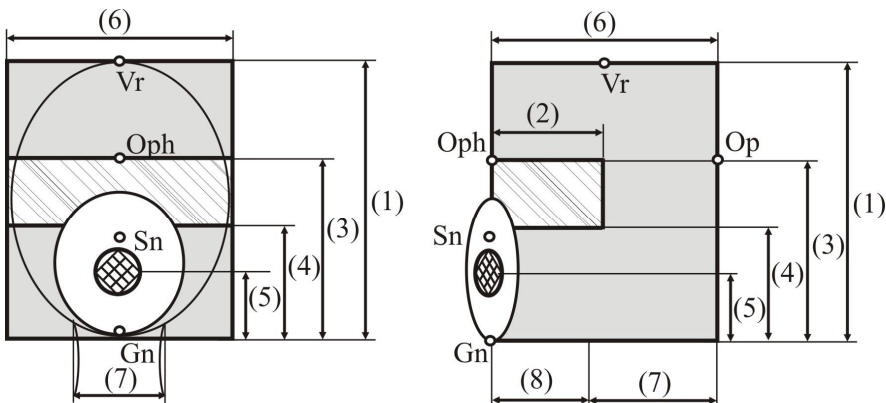 (6)
Vr
Oph
(1)
(3)
Sn
(4)
(5)
Gn
(7)
(6)
Vr
(2)
Oph
Op
(1)
(3)
Sn
(4)
(5)
Gn
(8)
(7)